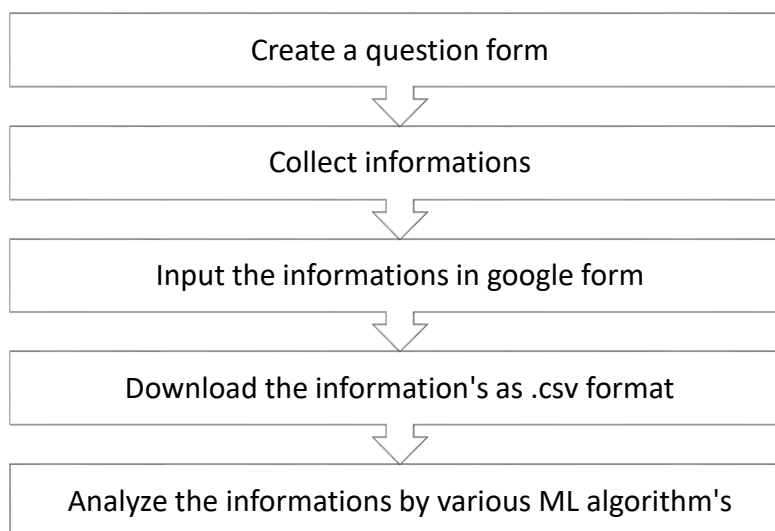 Create a question form
Collect informations
Input the informations in google form
Download the information's as .csv format
Analyze the informations by various ML algorithm's